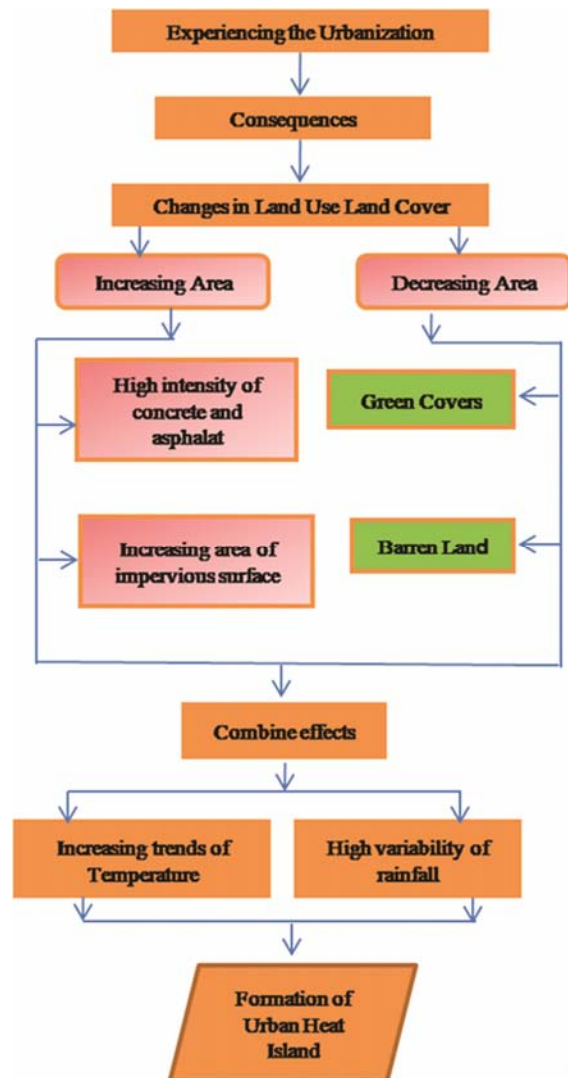 Experiencing the Urbanization
Consequences
Changes in Land Use Land Cover
Increasing Area
Decreasing Area
High intensity of
concrete and
asphalat
Green Covers
Increasing area of
impervious surface
Barren Land
Combine effects
Increasing trends of
Temperature
High variability of
rainfall
Formation of
Urban Heat
Island